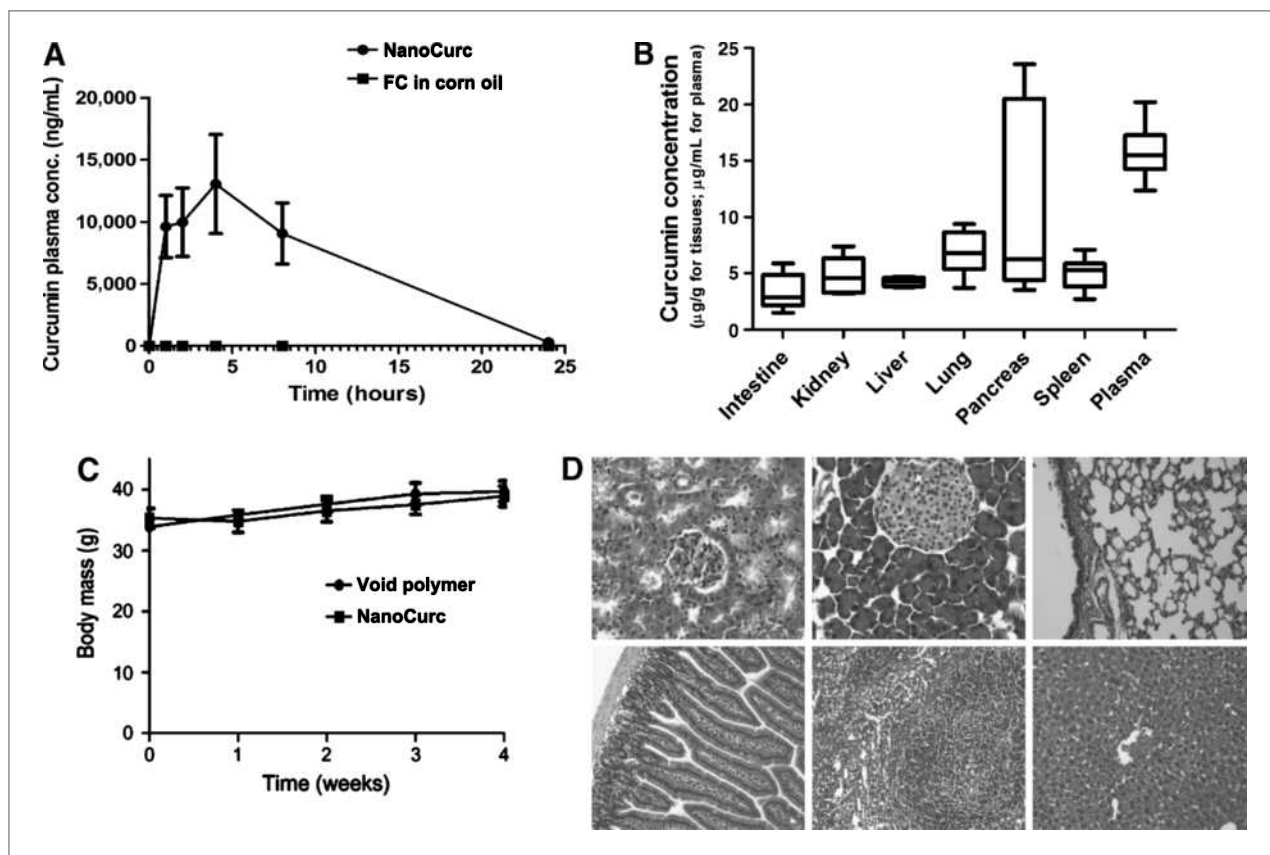 A
NanoCurc
FC in corn oil
Curcumin plasma conc. (ng/mL)
20,000
15,000
10,000
5,000
0
0 5 10 15 20 25
Time (hours)
B
Curcumin concentration
(µg/g for tissues; µg/mL for plasma)
25
20
15
10
5
0
Intestine
Kidney
Liver
Lung
Pancreas
Spleen
Plasma
C
Body mass (g)
40
30
20
10
0
Void polymer
NanoCurc
0 1 2 3 4
Time (weeks)
D